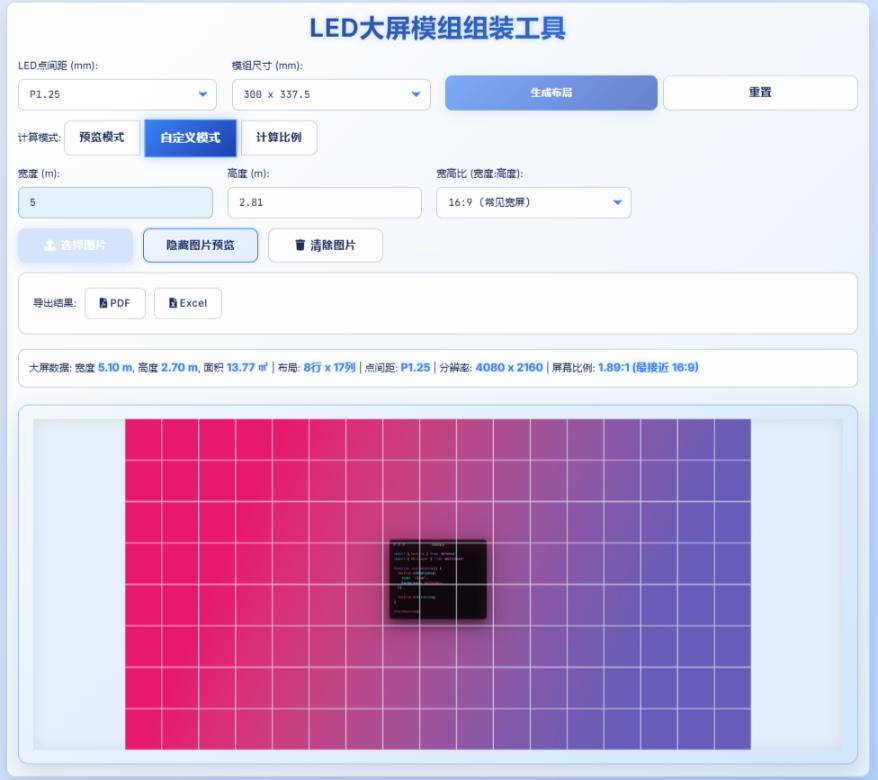 LED大屏模组组装工具
LED点间距 (mm): 模组尺寸 (mm):
P1.25 300 x 337.5 生成布局 重置
计算模式: 预览模式 自定义模式 计算比例
宽度 (m): 高度 (m): 宽高比 (宽度:高度):
5 2.81 16:9 (常见宽屏)
选择图片 隐藏图片预览 清除图片
导出结果: PDF Excel
大屏数据: 宽度 5.10 m, 高度 2.70 m, 面积 13.77 ㎡ | 布局: 8行 x 17列 | 点间距: P1.25 | 分辨率: 4080 x 2160 | 屏幕比例: 1.89:1 (最接近 16:9)